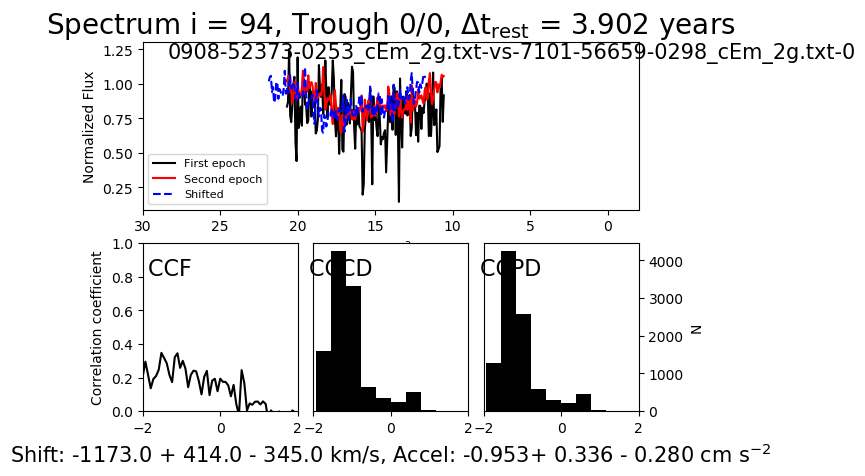 Spectrum i = 94, Trough 0/0, Δt_rest = 3.902 years
0908-52373-0253_cEm_2g.txt-vs-7101-56659-0298_cEm_2g.txt-0
Normalized Flux
1.25
1.00
0.75
0.50
0.25
First epoch
Second epoch
Shifted
30 25 20 15 10 5 0
Correlation coefficient
1.0
0.8
0.6
0.4
0.2
0.0
CCF
CCCD
CCPD
4000
3000
2000
1000
0
N
−2 0 2
−2 0 2
−2 0 2
Shift: -1173.0 + 414.0 - 345.0 km/s, Accel: -0.953+ 0.336 - 0.280 cm s⁻²